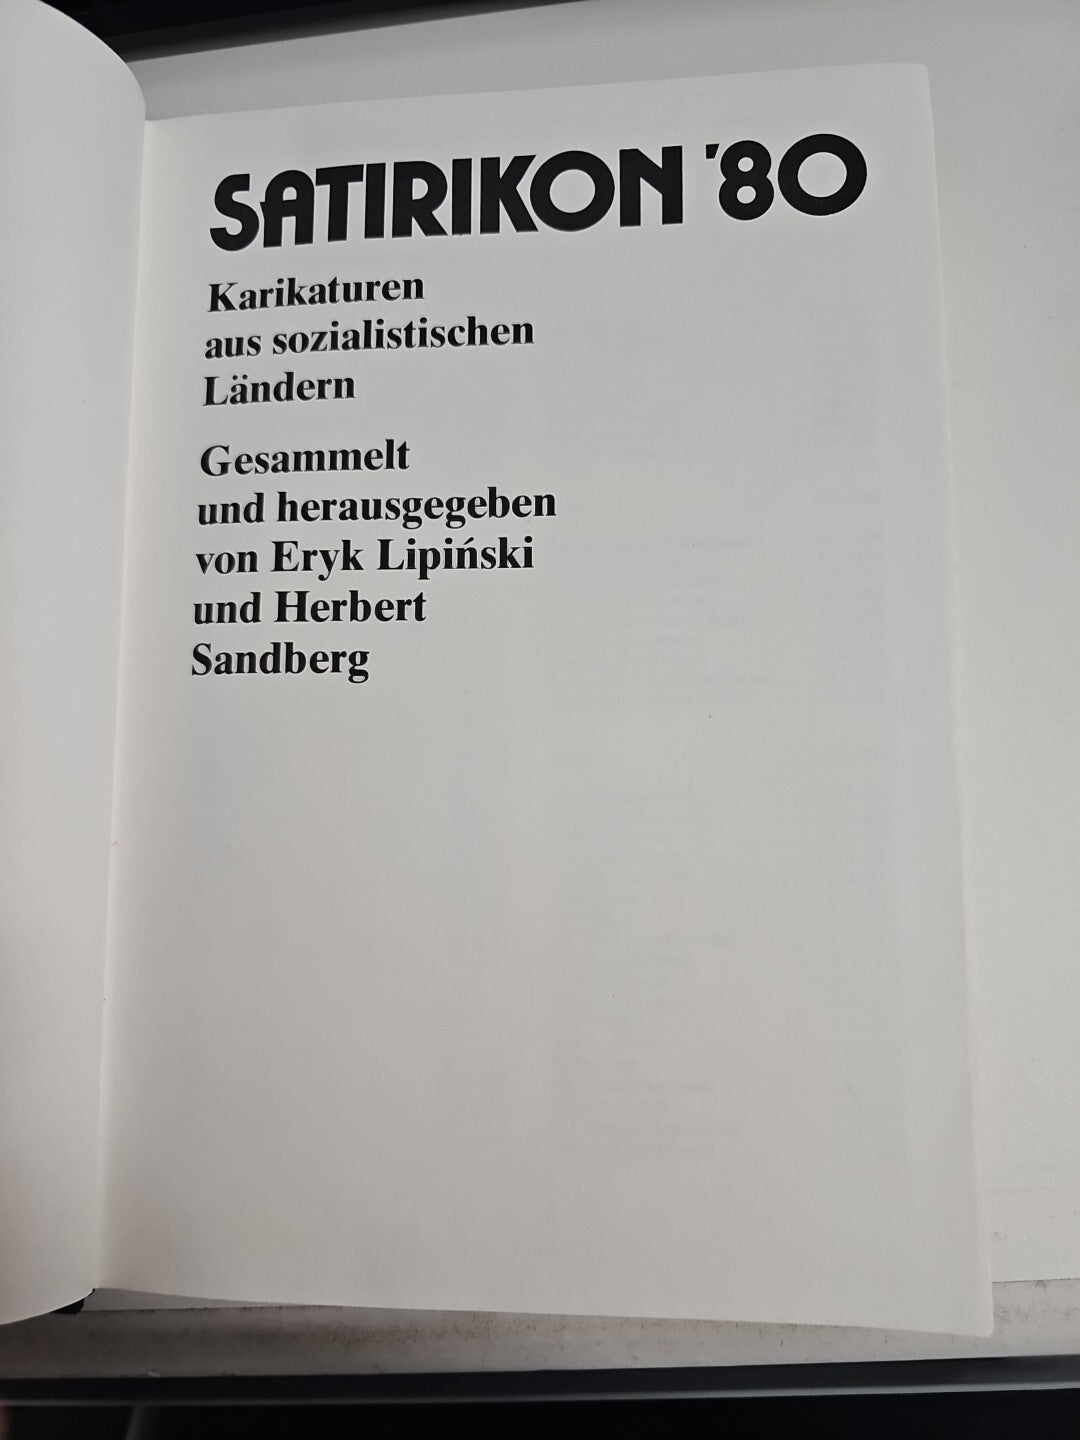 SATIRIKON '80
Karikaturen
aus sozialistischen
Ländern
Gesammelt
und herausgegeben
von Eryk Lipiński
und Herbert
Sandberg